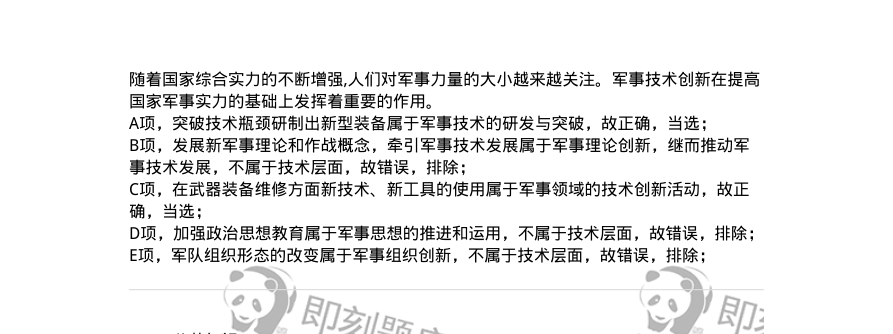 随着国家综合实力的不断增强,人们对军事力量的大小越来越关注。军事技术创新在提高
国家军事实力的基础上发挥着重要的作用。
A项，突破技术瓶颈研制出新型装备属于军事技术的研发与突破，故正确，当选；
B项，发展新军事理论和作战概念，牵引军事技术发展属于军事理论创新，继而推动军
事技术发展，不属于技术层面，故错误，排除；
C项，在武器装备维修方面新技术、新工具的使用属于军事领域的技术创新活动，故正
确，当选；
D项，加强政治思想教育属于军事思想的推进和运用，不属于技术层面，故错误，排除；
E项，军队组织形态的改变属于军事组织创新，不属于技术层面，故错误，排除；
即刻题
即刻题